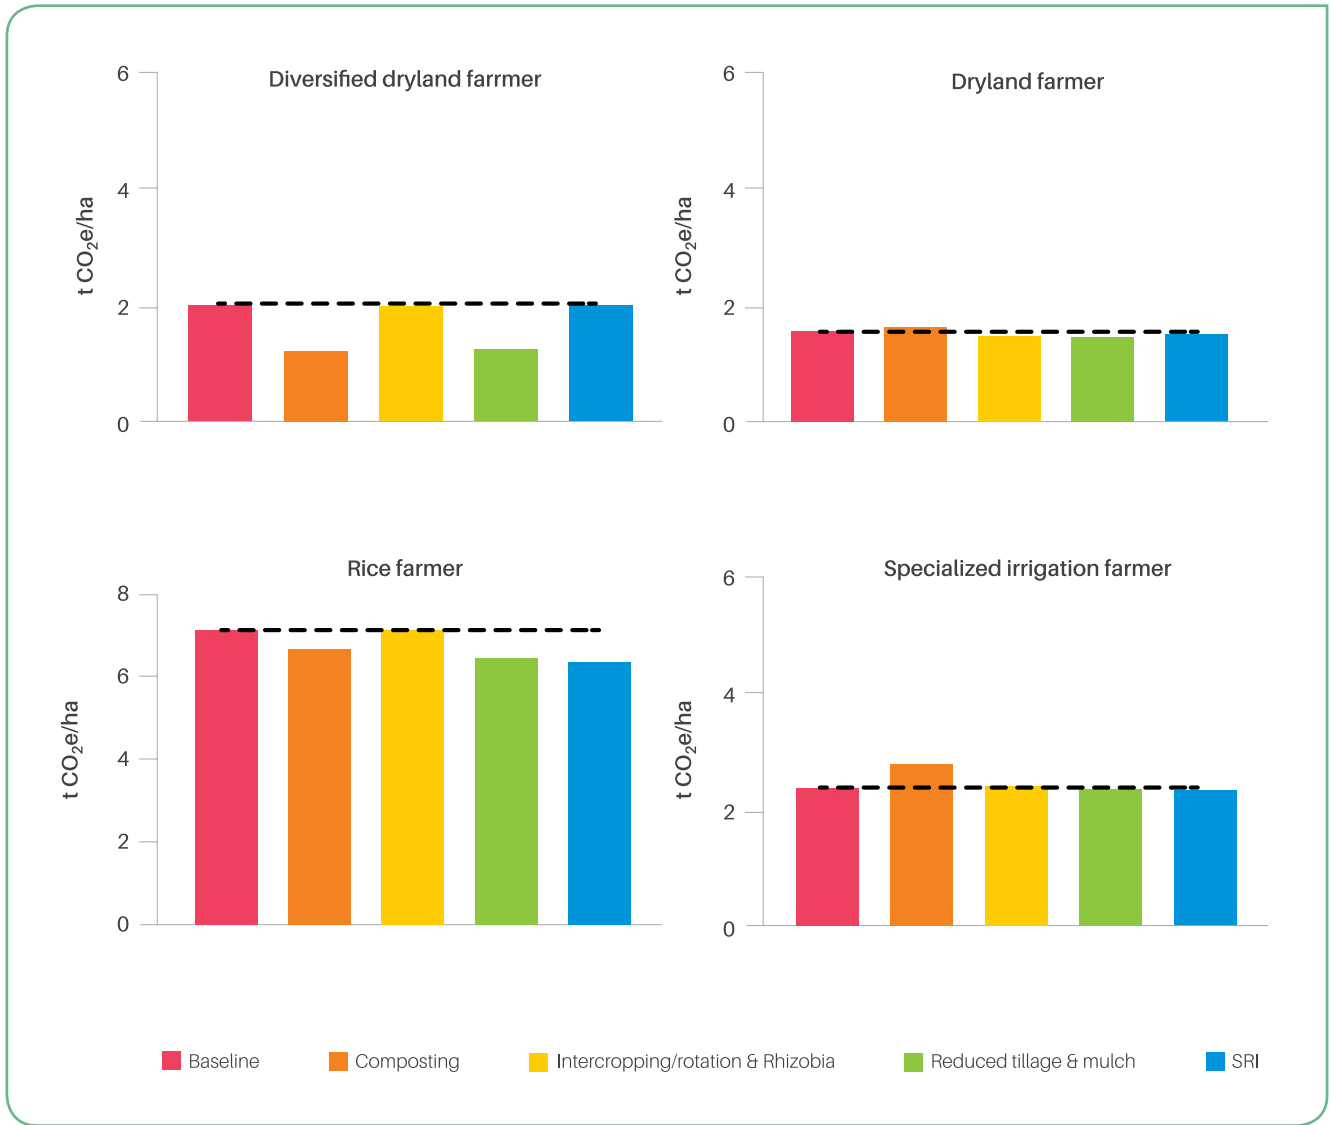 Diversified dryland farrmer
6
4
2
0
t CO₂e/ha
Dryland farmer
6
4
2
0
t CO₂e/ha
Rice farmer
8
6
4
2
0
t CO₂e/ha
Specialized irrigation farmer
6
4
2
0
t CO₂e/ha
Baseline
Composting
Intercropping/rotation & Rhizobia
Reduced tillage & mulch
SRI